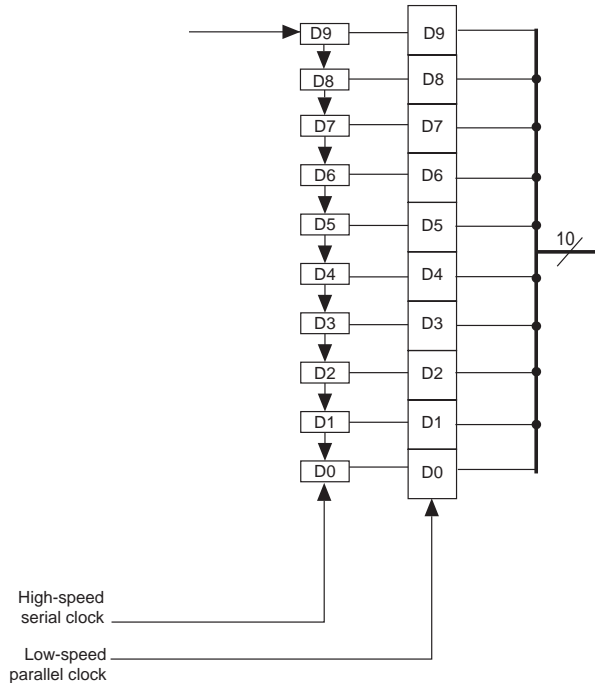 D9 D9
D8 D8
D7 D7
D6 D6
D5 D5
10
D4 D4
D3 D3
D2 D2
D1 D1
D0 D0
High-speed
serial clock
Low-speed
parallel clock